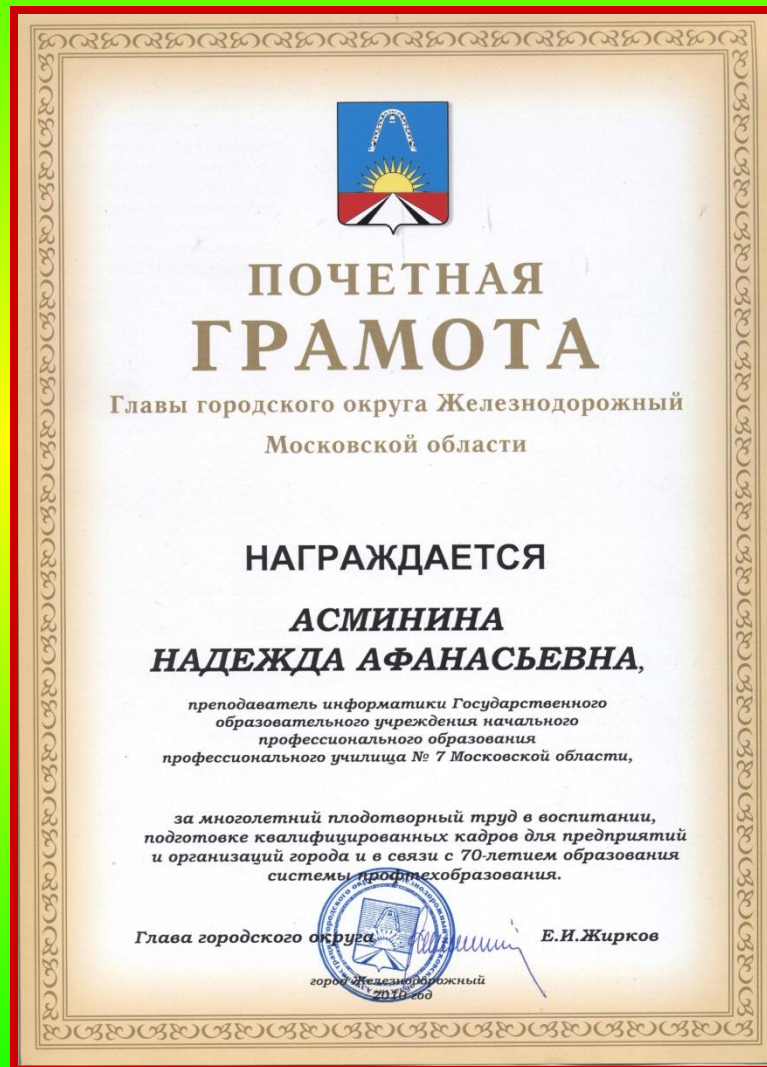 ПОЧЕТНАЯ
ГРАМОТА
Главы городского округа Железнодорожный
Московской области
НАГРАЖДАЕТСЯ
АСМИНИНА
НАДЕЖДА АФАНАСЬЕВНА,
преподаватель информатики Государственного
образовательного учреждения начального
профессионального образования
профессионального училища № 7 Московской области,
за многолетний плодотворный труд в воспитании,
подготовке квалифицированных кадров для предприятий
и организаций города и в связи с 70-летием образования
системы профтехобразования.
Глава городского округа Е.И.Жирков
город Железнодорожный
2010 год